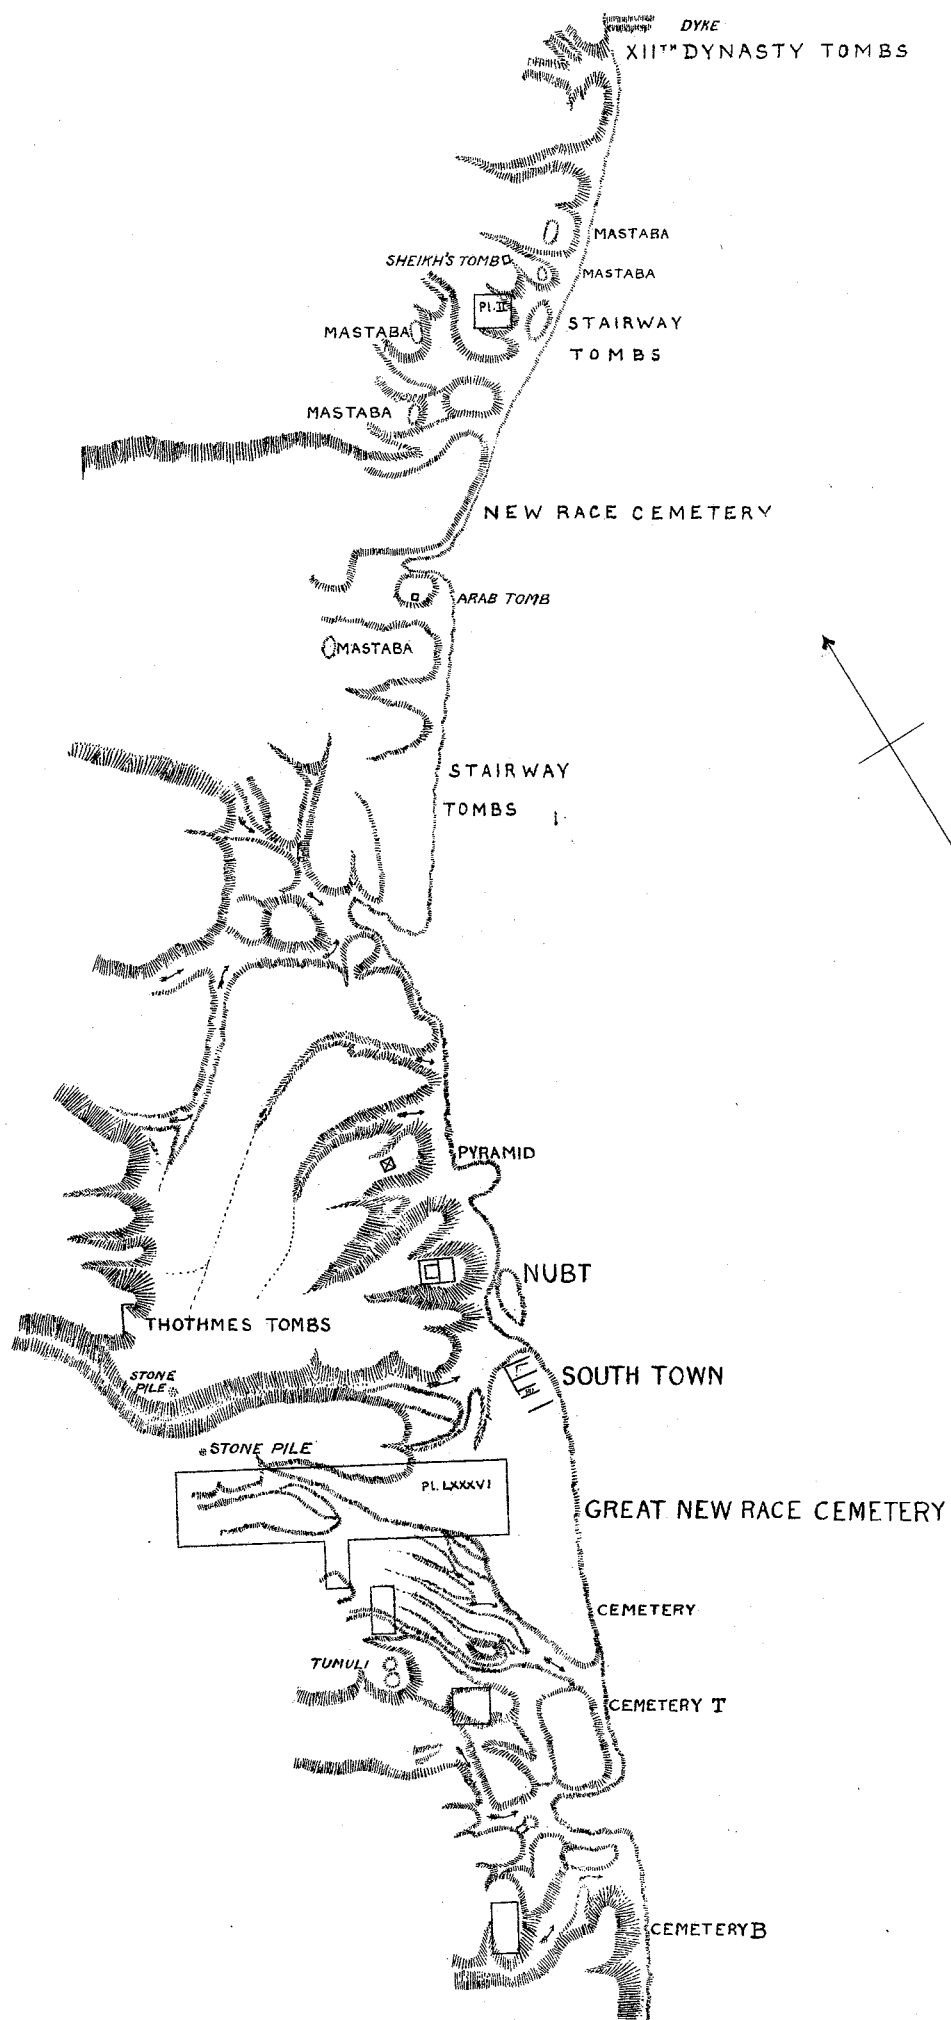 DYKE
XIITH DYNASTY TOMBS
MASTABA
SHEIKH'S TOMB
MASTABA
Pl. II
STAIRWAY
TOMBS
MASTABA
MASTABA
NEW RACE CEMETERY
ARAB TOMB
MASTABA
STAIRWAY
TOMBS
PYRAMID
NUBT
THOTHMES TOMBS
SOUTH TOWN
STONE
PILE
STONE PILE
Pl. LXXXVI
GREAT NEW RACE CEMETERY
CEMETERY
TUMULI
CEMETERY T
CEMETERY B